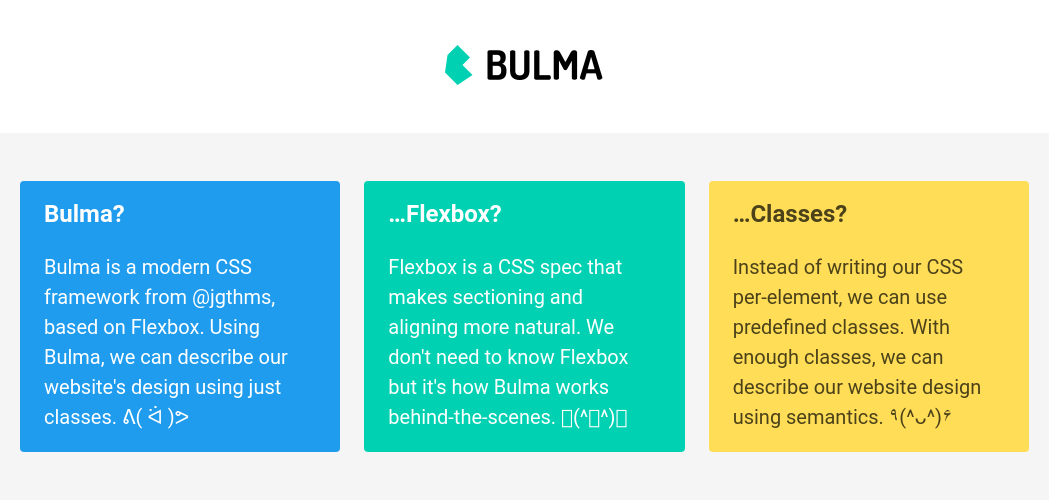 BULMA
Bulma?
Bulma is a modern CSS
framework from @jgthms,
based on Flexbox. Using
Bulma, we can describe our
website's design using just
classes. ᕕ( ᐛ )ᕗ
...Flexbox?
Flexbox is a CSS spec that
makes sectioning and
aligning more natural. We
don't need to know Flexbox
but it's how Bulma works
behind-the-scenes. (^^)
...Classes?
Instead of writing our CSS
per-element, we can use
predefined classes. With
enough classes, we can
describe our website design
using semantics. ٩(^ᴗ^)۶